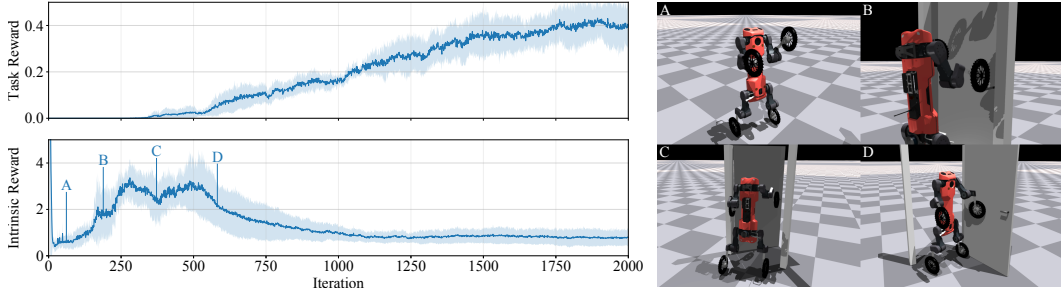 Task Reward
0.4
0.2
0.0
Intrinsic Reward
4
2
0
A
B
C
D
0
250
500
750
1000
1250
1500
1750
2000
Iteration
A
B
C
D